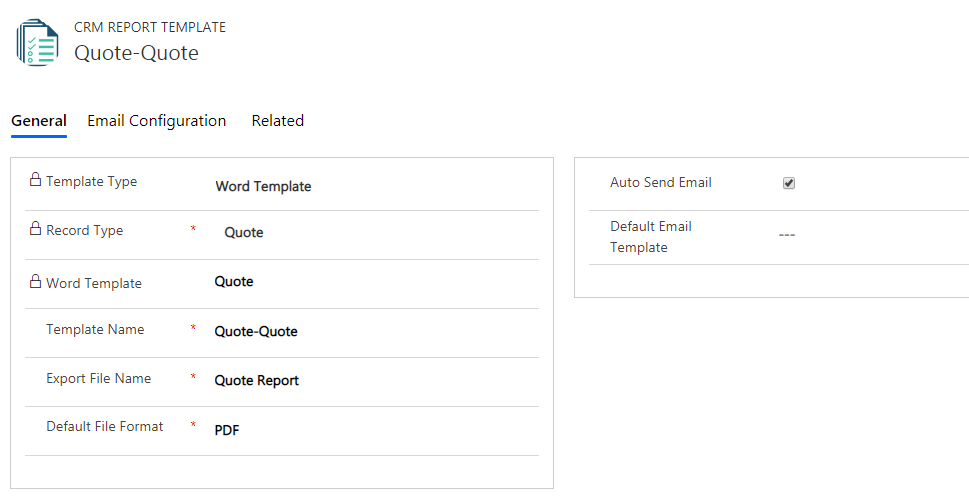 CRM REPORT TEMPLATE
Quote-Quote
General Email Configuration Related
Template Type Word Template
Record Type * Quote
Word Template Quote
Template Name * Quote-Quote
Export File Name * Quote Report
Default File Format * PDF
Auto Send Email
Default Email
Template ---